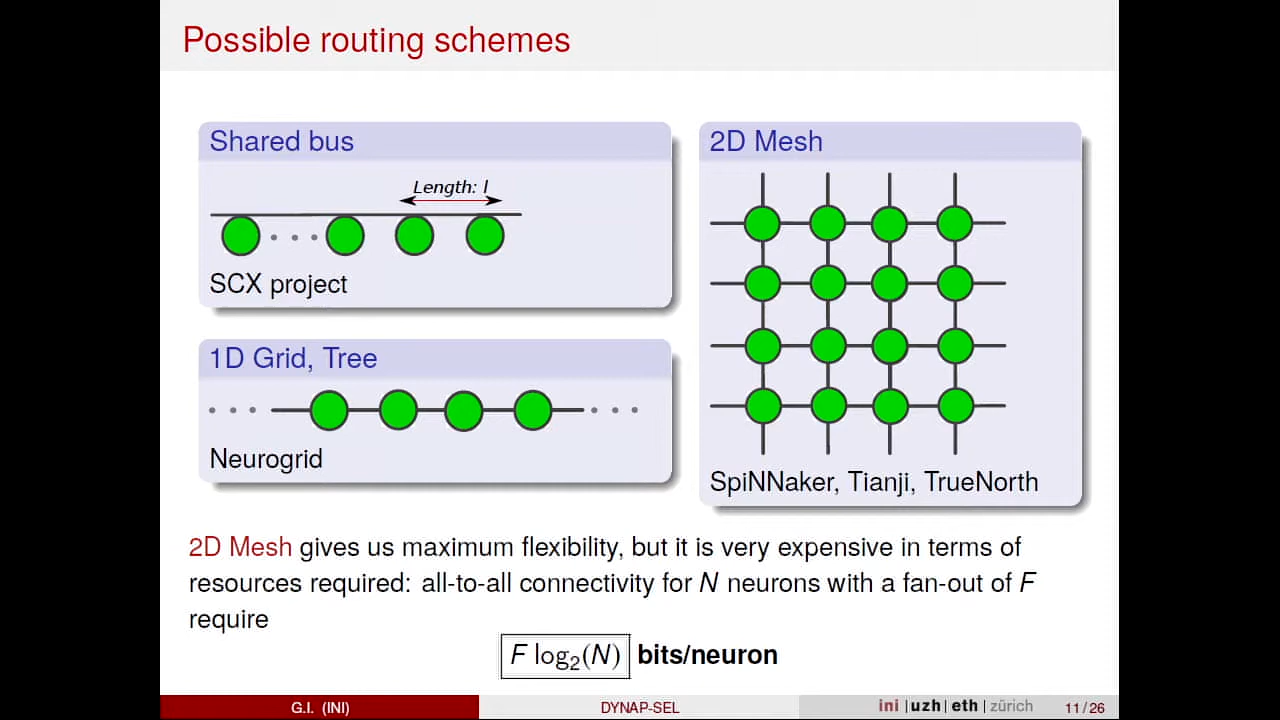 Possible routing schemes
Shared bus
Length: l
SCX project
1D Grid, Tree
Neurogrid
2D Mesh
SpiNNaker, Tianji, TrueNorth
2D Mesh gives us maximum flexibility, but it is very expensive in terms of
resources required: all-to-all connectivity for N neurons with a fan-out of F
require
F log₂(N) bits/neuron
G.I. (INI)
DYNAP-SEL
ini | uzh | eth | zürich
11 / 26